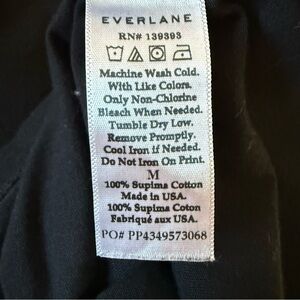 EVERLANE
RN# 139393
Machine Wash Cold.
With Like Colors.
Only Non-Chlorine
Bleach When Needed.
Tumble Dry Low.
Remove Promptly.
Cool Iron if Needed.
Do Not Iron On Print.
M
100% Supima Cotton
Made in USA.
100% Supima Coton
Fabriqué aux USA.
PO# PP4349573068